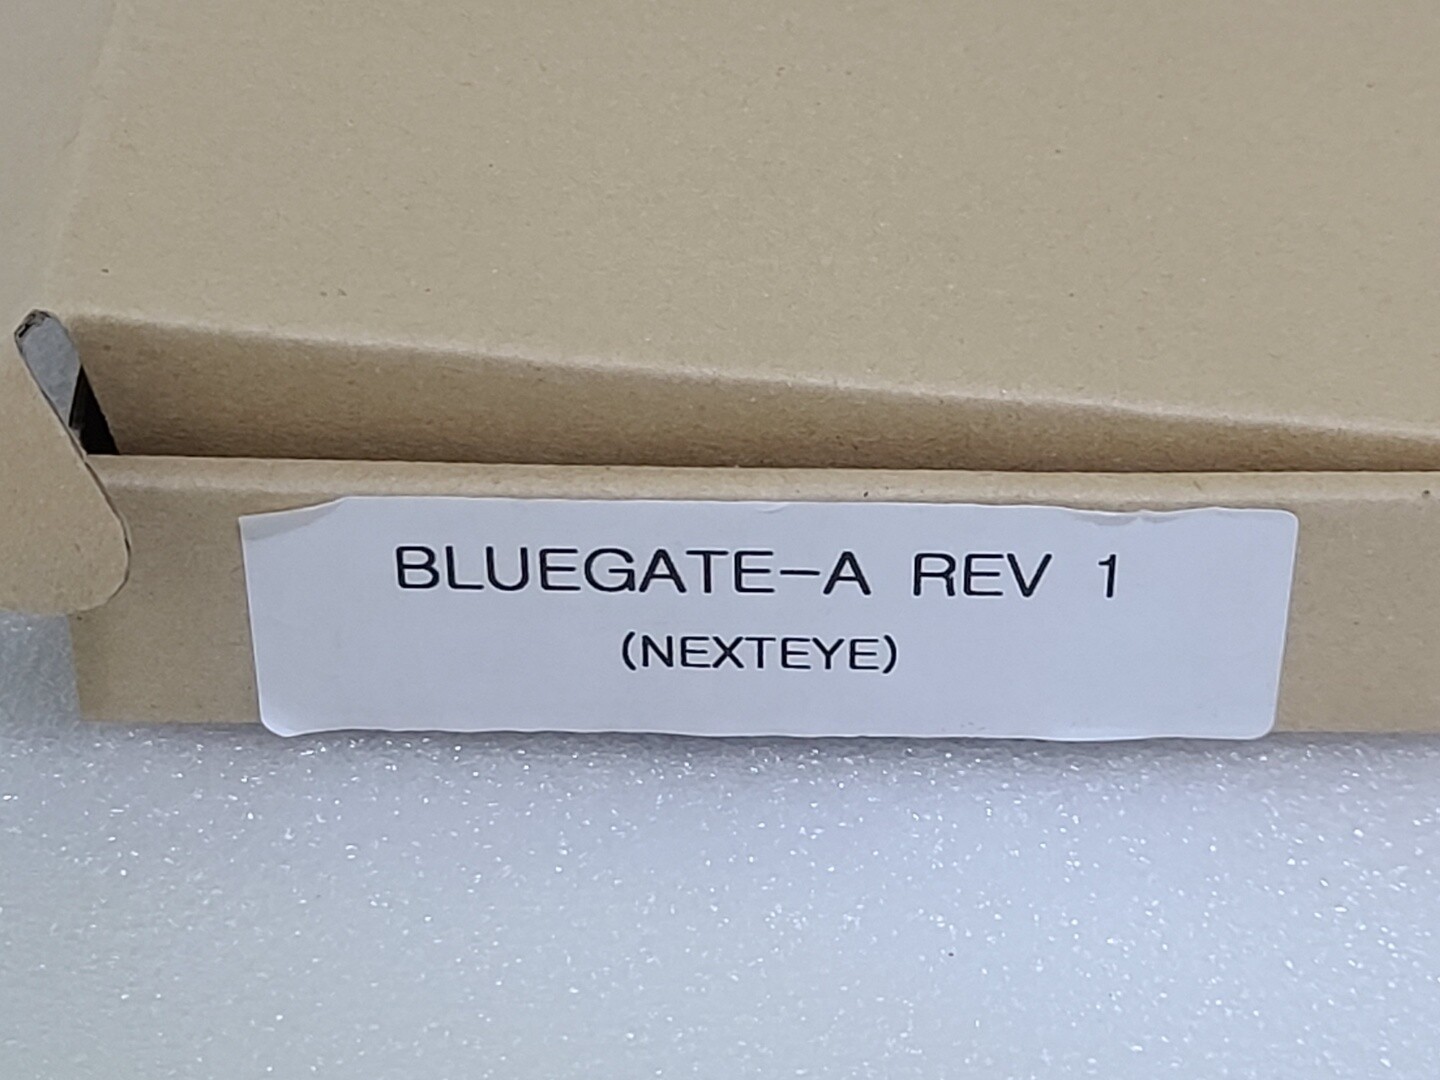 BLUEGATE-A REV 1
(NEXTEYE)